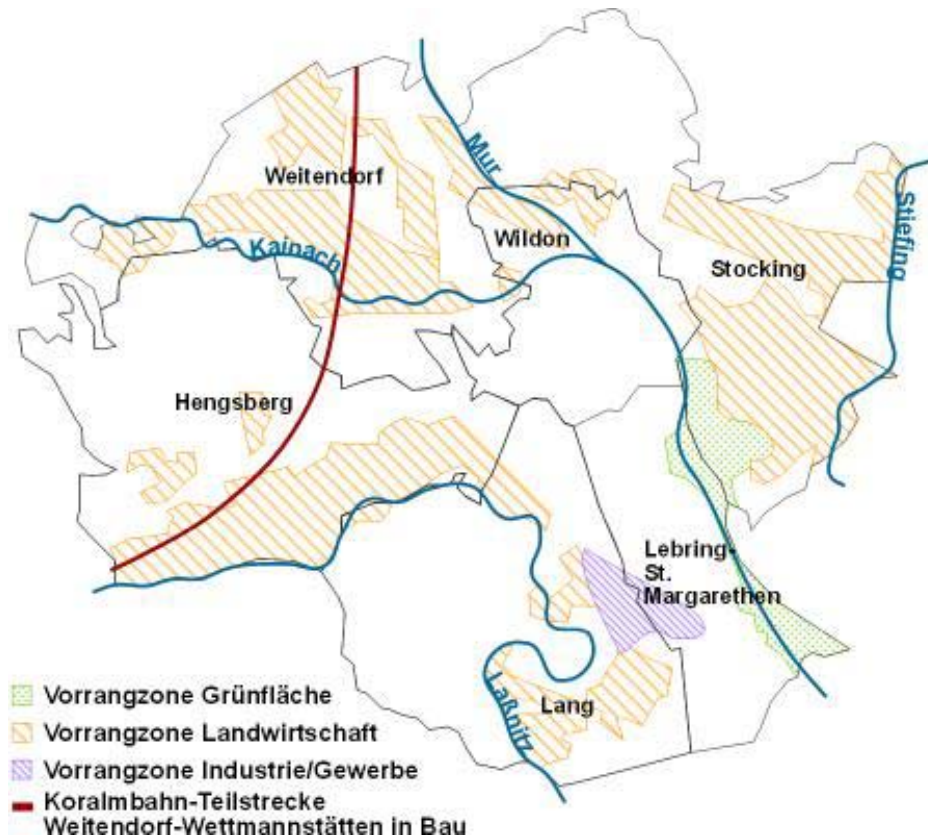 Mur
Weitendorf
Stiefing
Kainach
Wildon
Stocking
Hengsberg
Lebring-
St.
Margarethen
Laßnitz
Lang
Vorrangzone Grünfläche
Vorrangzone Landwirtschaft
Vorrangzone Industrie/Gewerbe
Koralmbahn-Teilstrecke
Weitendorf-Wettmannstätten in Bau